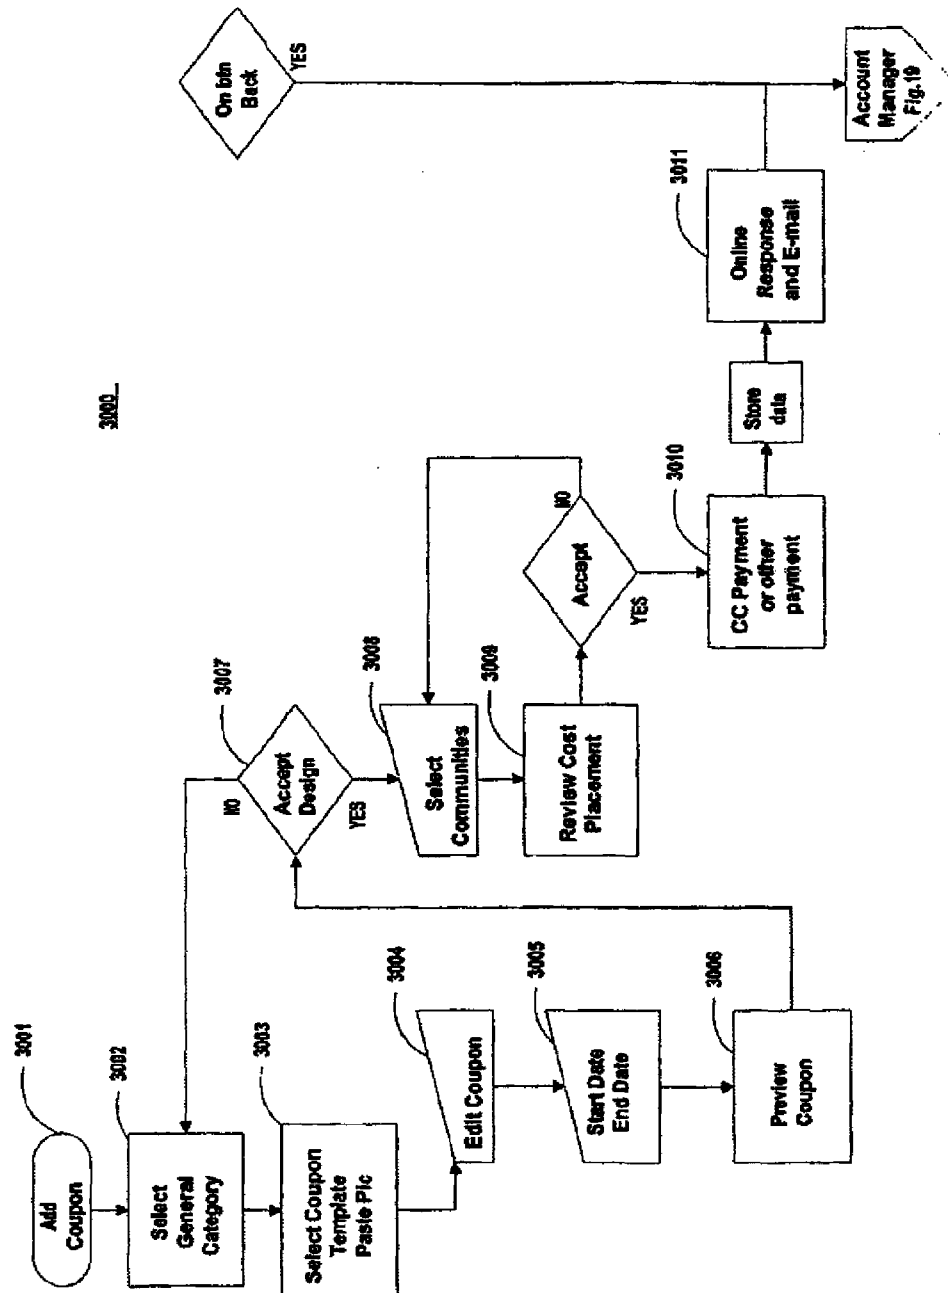 3000
3001
Add
Coupon
3002
Select
General
Category
3003
Select Coupon
Template
Paste Pic
3004
Edit Coupon
3005
Start Date
End Date
3006
Preview
Coupon
3007
Accept
Design
NO
YES
3008
Select
Communities
3009
Review Cost
Placement
Accept
NO
YES
3010
CC Payment
or other
payment
Store
data
3011
Online
Response
and E-mail
On btn
Back
YES
Account
Manager
Fig.19